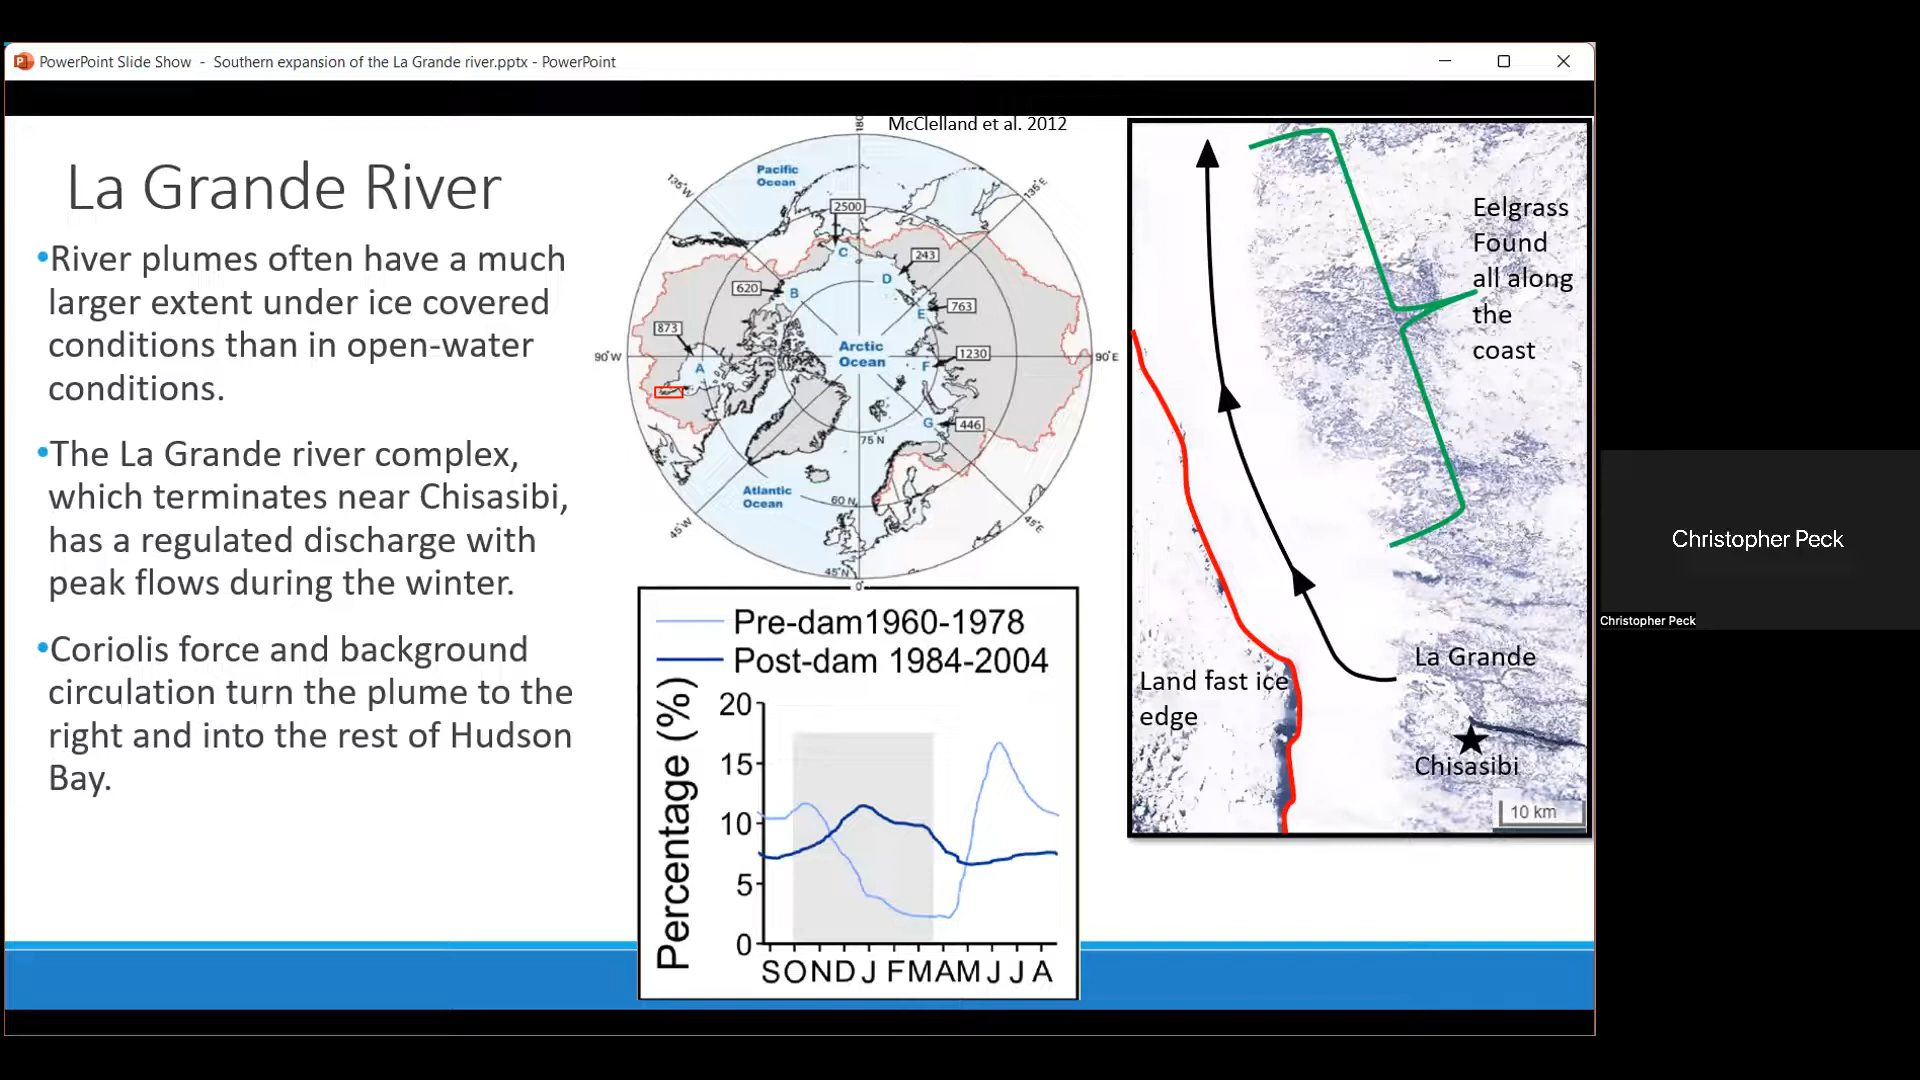 PowerPoint Slide Show - Southern expansion of the La Grande river.pptx - PowerPoint
La Grande River
•River plumes often have a much
larger extent under ice covered
conditions than in open-water
conditions.
•The La Grande river complex,
which terminates near Chisasibi,
has a regulated discharge with
peak flows during the winter.
•Coriolis force and background
circulation turn the plume to the
right and into the rest of Hudson
Bay.
McClelland et al. 2012
180
Pacific
Ocean
135°W
135°E
2500
C
243
D
620
B
763
E
873
A
Arctic
Ocean
1230
F
90°W
90°E
G
446
75 N
Atlantic
Ocean
60 N
45°W
45°E
45°N
0°
Pre-dam1960-1978
Post-dam 1984-2004
Percentage (%)
20
15
10
5
0
S O N D J F M A M J J A
Eelgrass
Found
all along
the
coast
La Grande
Land fast ice
edge
Chisasibi
10 km
Christopher Peck
Christopher Peck